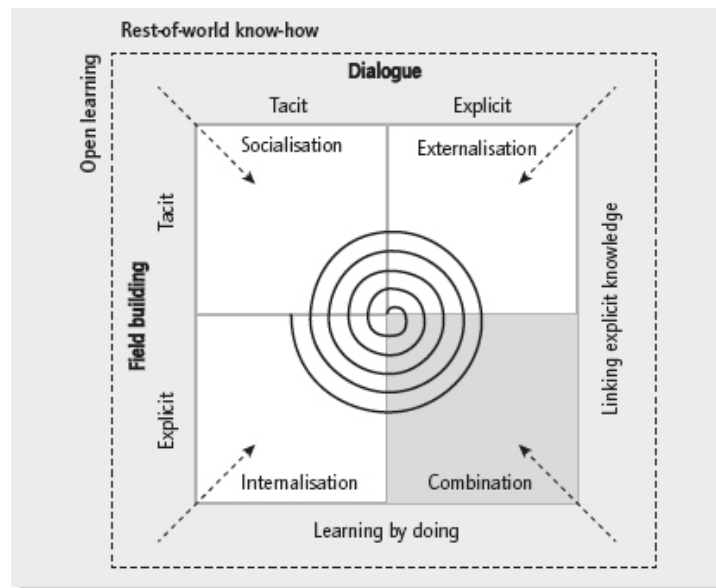 Rest-of-world know-how
Open learning
Dialogue
Tacit
Explicit
Socialisation
Externalisation
Tacit
Field building
Explicit
Linking explicit knowledge
Internalisation
Combination
Learning by doing